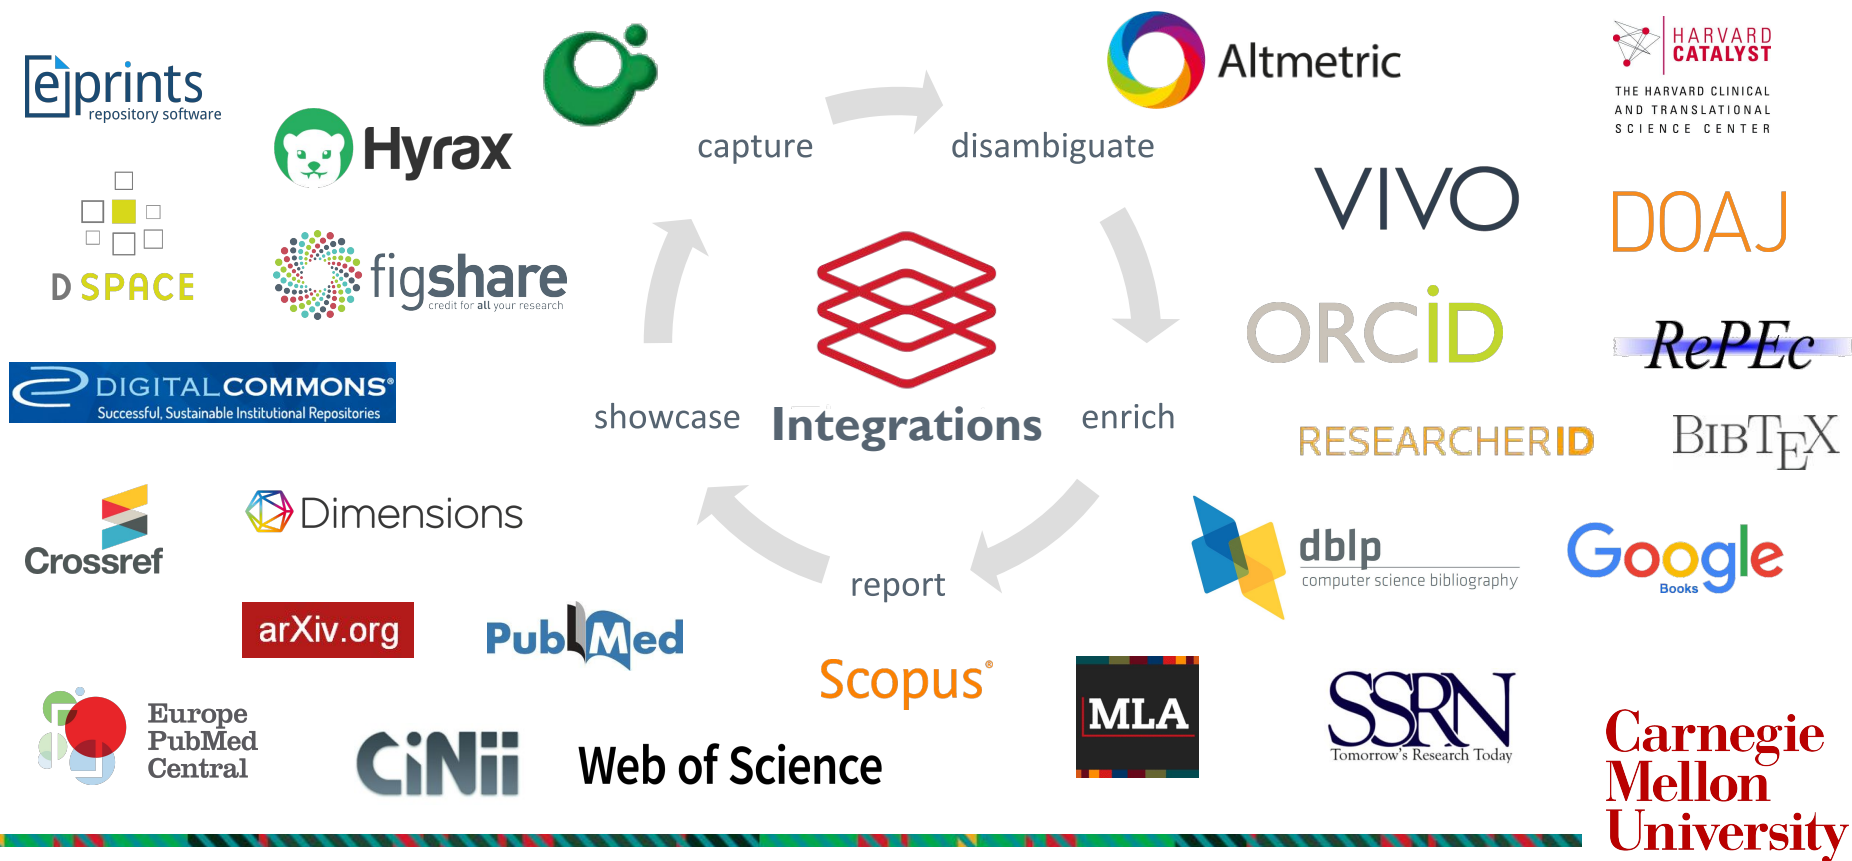 eprints
repository software
Hyrax
DSPACE
figshare
credit for all your research
DIGITALCOMMONS®
Successful, Sustainable Institutional Repositories
capture
disambiguate
enrich
report
showcase
Integrations
Altmetric
HARVARD
CATALYST
THE HARVARD CLINICAL
AND TRANSLATIONAL
SCIENCE CENTER
VIVO
DOAJ
ORCiD
RePEc
RESEARCHERID
BIBTEX
dblp
computer science bibliography
Google
Books
Crossref
Dimensions
arXiv.org
PubMed
Europe
PubMed
Central
CiNii
Web of Science
Scopus®
MLA
SSRN
Tomorrow's Research Today
Carnegie
Mellon
University